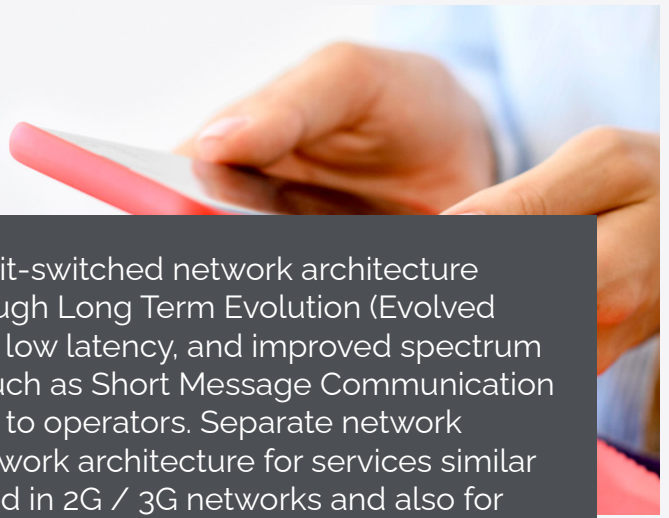 it-switched network architecture
ugh Long Term Evolution (Evolved
low latency, and improved spectrum
uch as Short Message Communication
to operators. Separate network
work architecture for services similar
d in 2G / 3G networks and also for